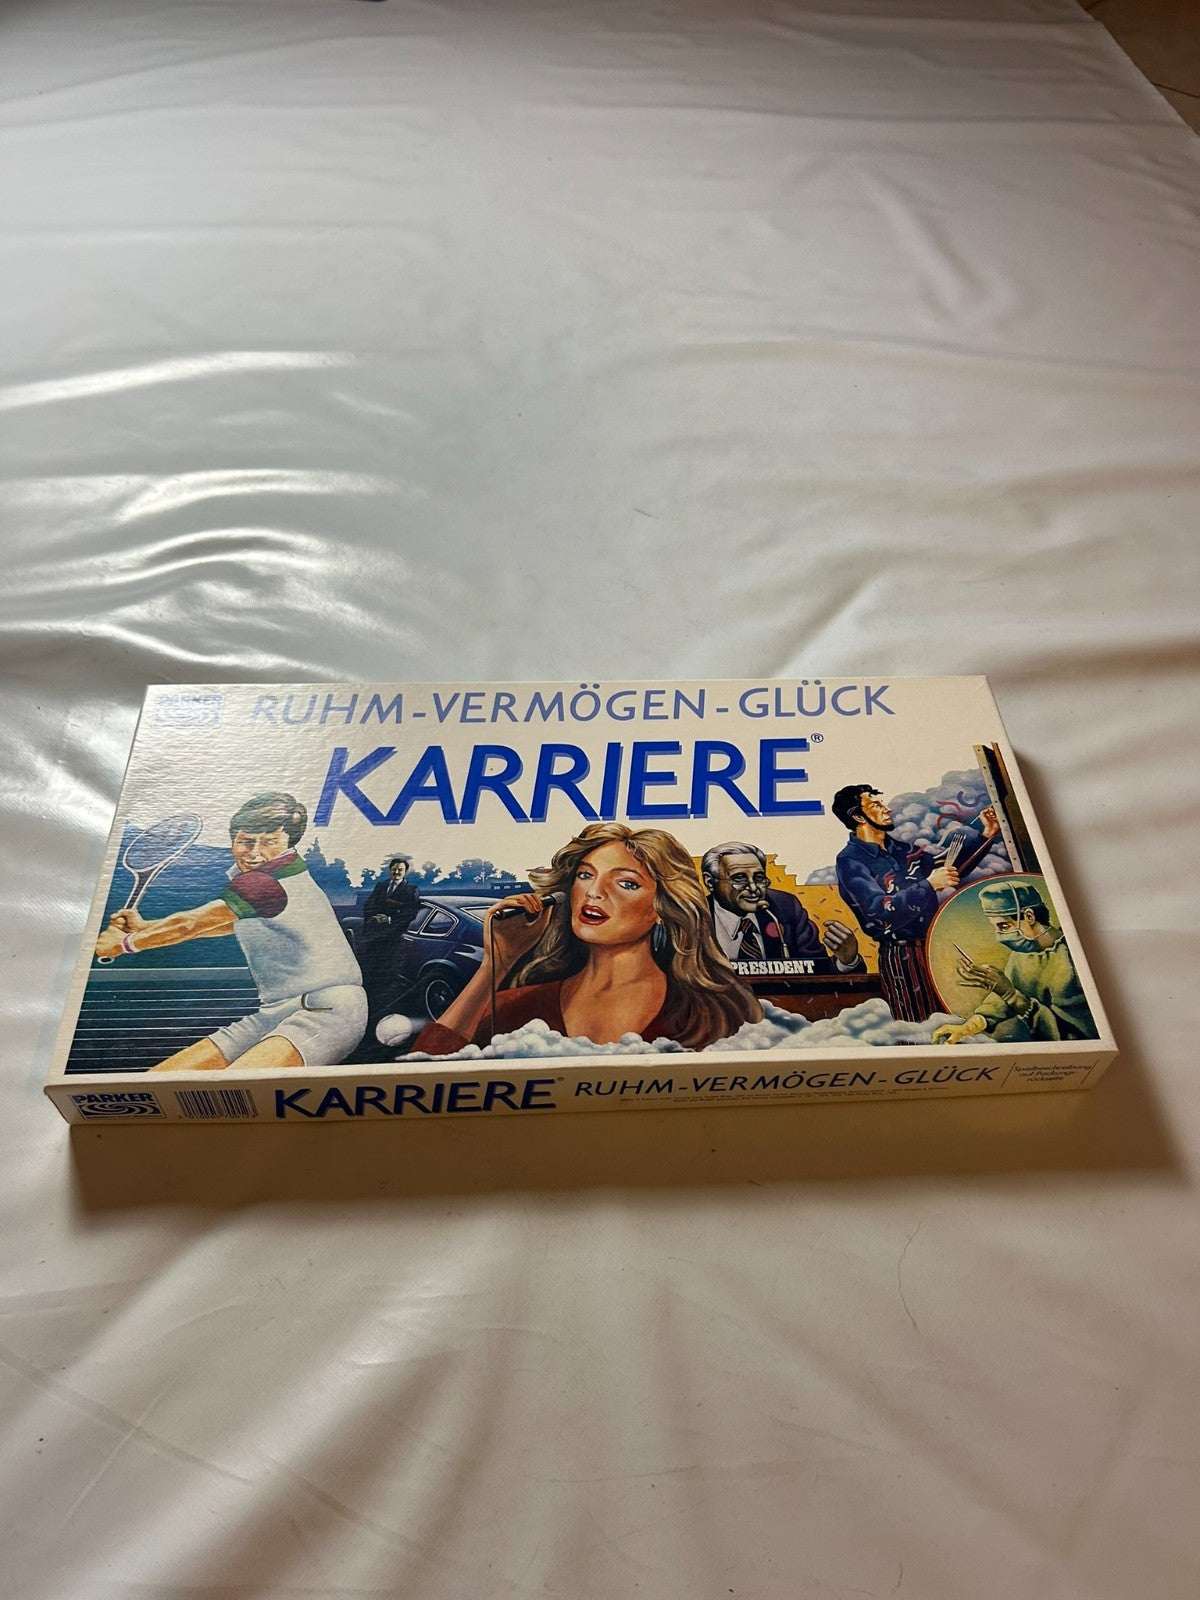 PARKER
RUHM-VERMÖGEN-GLÜCK
KARRIERE®
PRESIDENT
PARKER
KARRIERE® RUHM-VERMÖGEN-GLÜCK
Spielbeschreibung
auf Packungs-
rückseite